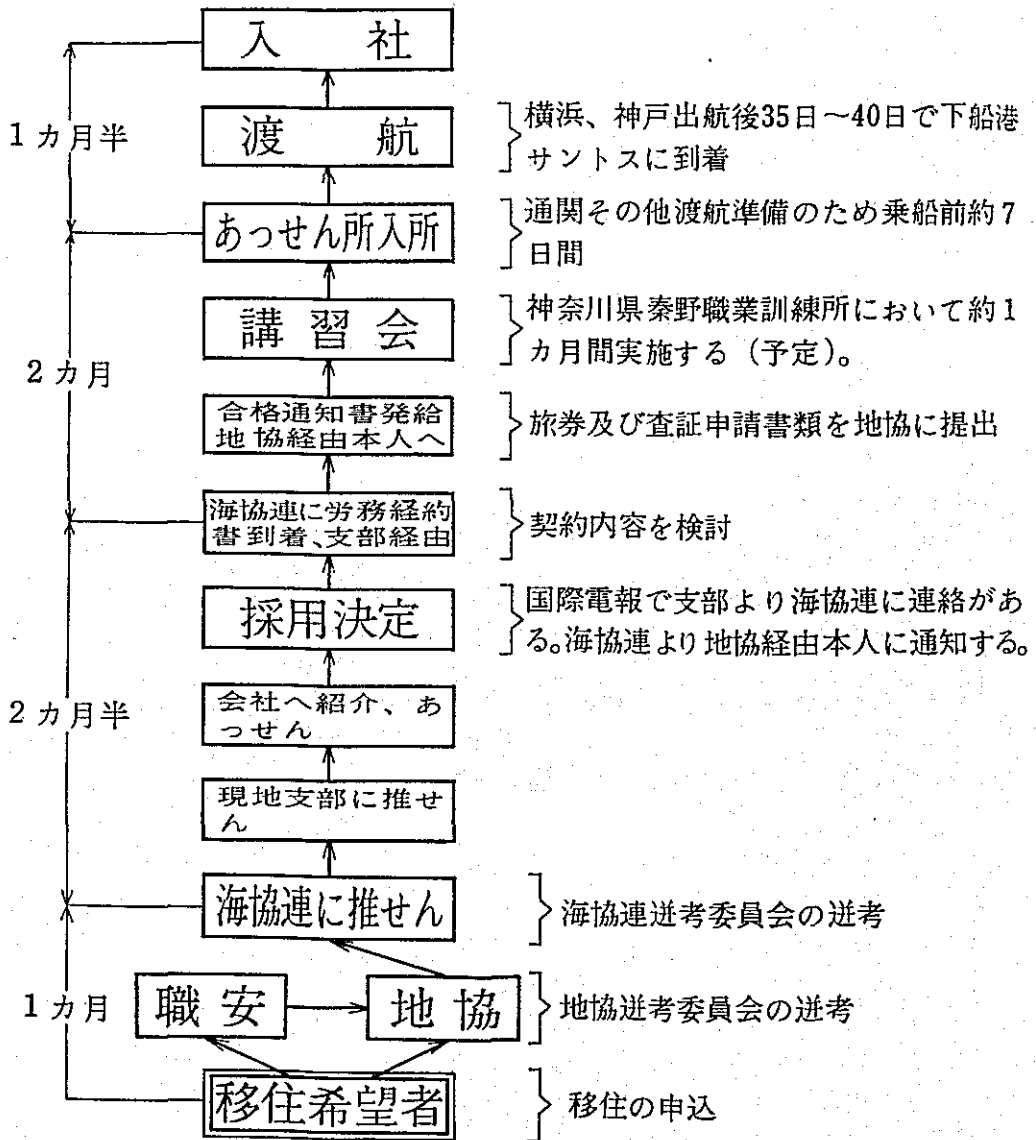 入社
1カ月半
渡航
横浜、神戸出航後35日～40日で下船港
サントスに到着
あっせん所入所
通関その他渡航準備のため乗船前約7
日間
講習会
神奈川県秦野職業訓練所において約1
カ月間実施する（予定）。
2カ月
合格通知書発給
地協経由本人へ
旅券及び査証申請書類を地協に提出
海協連に労務経約
書到着、支部経由
契約内容を検討
採用決定
国際電報で支部より海協連に連絡があ
る。海協連より地協経由本人に通知する。
2カ月半
会社へ紹介、あ
っせん
現地支部に推せ
ん
海協連に推せん
海協連逰考委員会の逰考
1カ月
職安
地協
地協逰考委員会の逰考
移住希望者
移住の申込